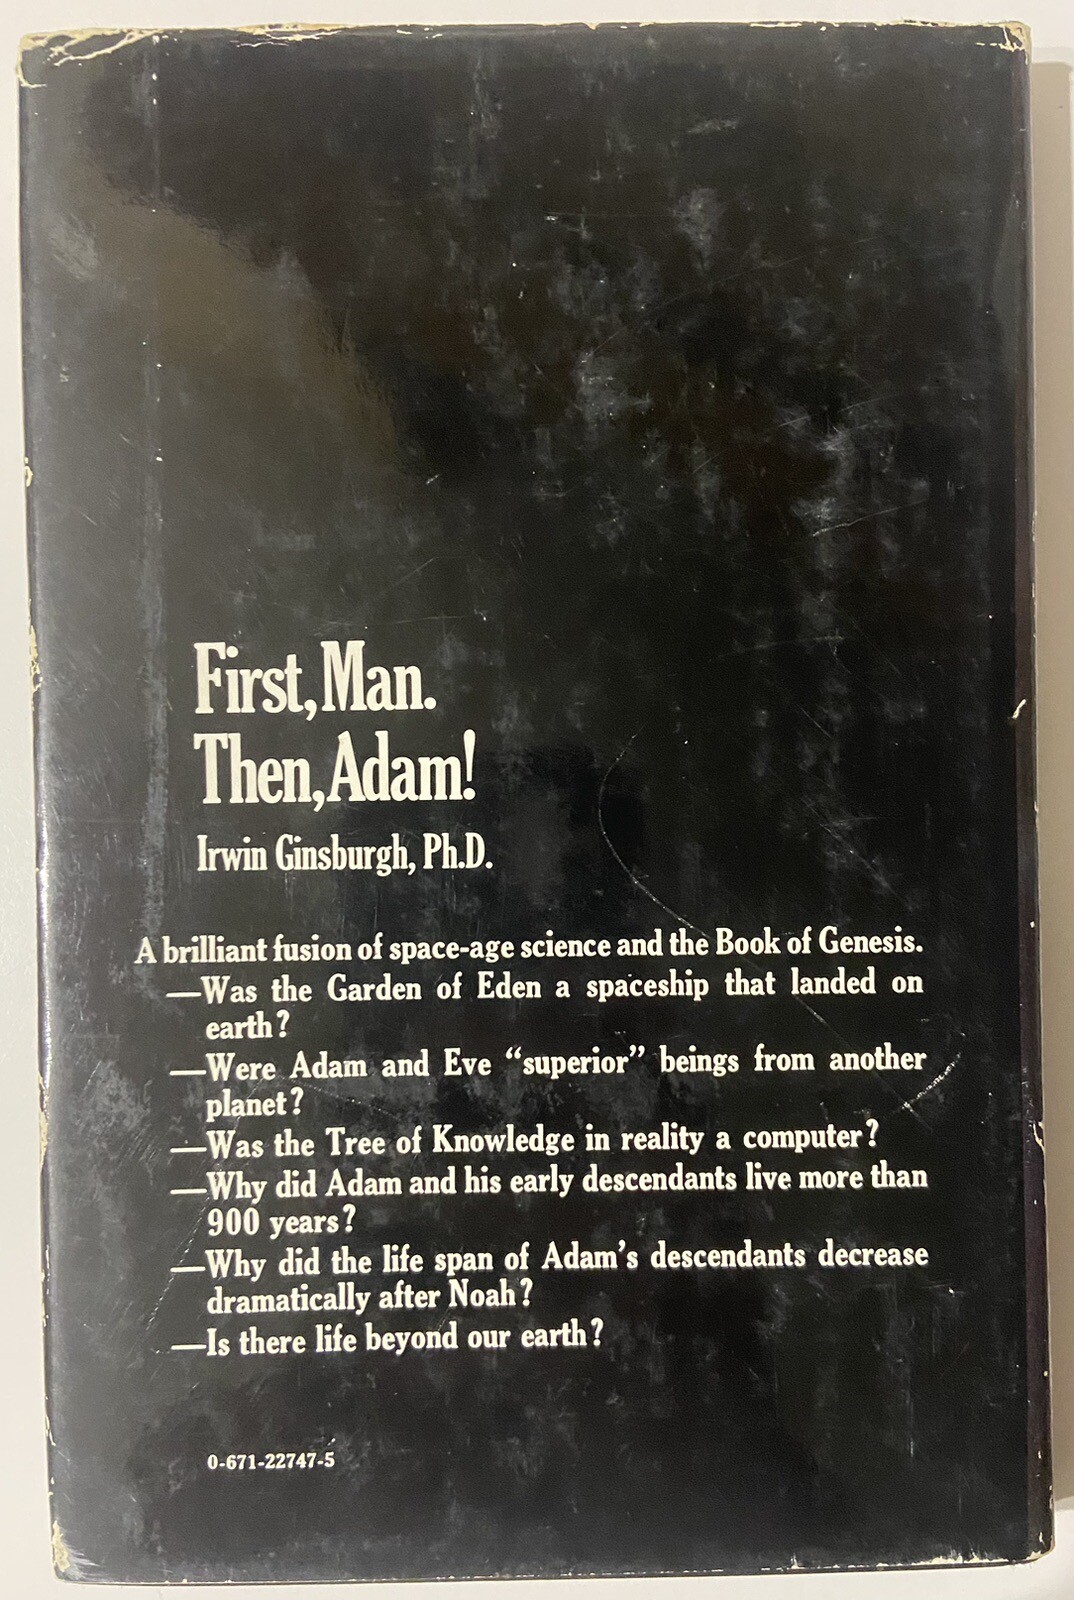 First, Man.
Then, Adam!
Irwin Ginsburgh, Ph.D.
A brilliant fusion of space-age science and the Book of Genesis.
—Was the Garden of Eden a spaceship that landed on
earth?
—Were Adam and Eve “superior” beings from another
planet?
—Was the Tree of Knowledge in reality a computer?
—Why did Adam and his early descendants live more than
900 years?
—Why did the life span of Adam’s descendants decrease
dramatically after Noah?
—Is there life beyond our earth?
0-671-22747-5